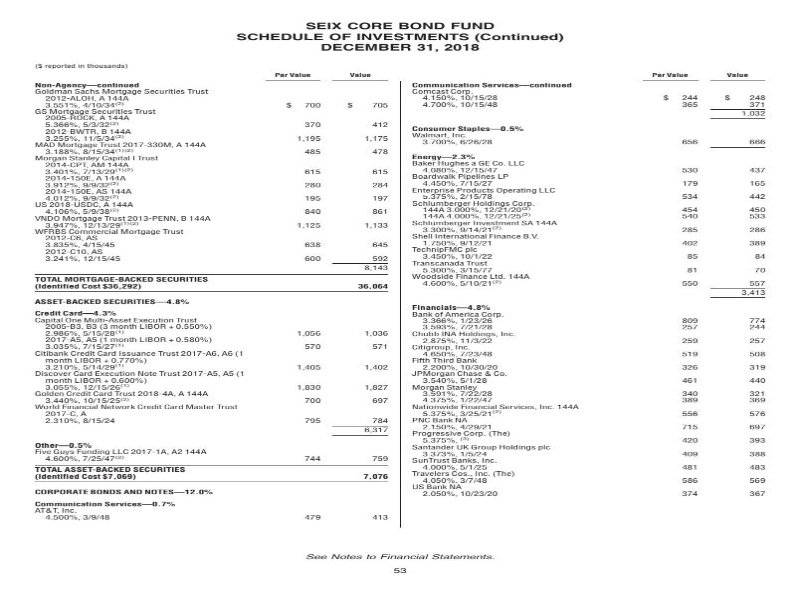 SEIX CORE BOND FUND
SCHEDULE OF INVESTMENTS (Continued)
DECEMBER 31, 2018
($ reported in thousands)
Par Value Value
Non-Agency—continued
Goldman Sachs Mortgage Securities Trust
2012-ALOH, A 144A
3.551%, 4/10/34(2) $ 700 $ 705
GS Mortgage Securities Trust
2005-ROCK, A 144A
5.366%, 5/3/32(2) 370 412
2012-BWTR, B 144A
3.255%, 11/5/34(2) 1,195 1,175
MAD Mortgage Trust 2017-330M, A 144A
3.188%, 8/15/34(1)(2) 485 478
Morgan Stanley Capital I Trust
2014-CPT, AM 144A
3.401%, 7/13/29(1)(2) 615 615
2014-150E, A 144A
3.912%, 9/9/32(2) 280 284
2014-150E, AS 144A
4.012%, 9/9/32(2) 195 197
US 2018-USDC, A 144A
4.106%, 5/9/38(2) 840 861
VNDO Mortgage Trust 2013-PENN, B 144A
3.947%, 12/13/29(1)(2) 1,125 1,133
WFRBS Commercial Mortgage Trust
2012-C6, AS
3.835%, 4/15/45 638 645
2012-C10, AS
3.241%, 12/15/45 600 592
8,143
TOTAL MORTGAGE-BACKED SECURITIES
(Identified Cost $36,292) 36,064
ASSET-BACKED SECURITIES—4.8%
Credit Card—4.3%
Capital One Multi-Asset Execution Trust
2005-B3, B3 (3 month LIBOR + 0.550%)
2.986%, 5/15/28(1) 1,056 1,036
2017-A5, A5 (1 month LIBOR + 0.580%)
3.035%, 7/15/27(1) 570 571
Citibank Credit Card Issuance Trust 2017-A6, A6 (1
month LIBOR + 0.770%)
3.210%, 5/14/29(1) 1,405 1,402
Discover Card Execution Note Trust 2017-A5, A5 (1
month LIBOR + 0.600%)
3.055%, 12/15/26(1) 1,830 1,827
Golden Credit Card Trust 2018-4A, A 144A
3.440%, 10/15/25(2) 700 697
World Financial Network Credit Card Master Trust
2017-C, A
2.310%, 8/15/24 795 784
6,317
Other—0.5%
Five Guys Funding LLC 2017-1A, A2 144A
4.600%, 7/25/47(2) 744 759
TOTAL ASSET-BACKED SECURITIES
(Identified Cost $7,069) 7,076
CORPORATE BONDS AND NOTES—12.0%
Communication Services—0.7%
AT&T, Inc.
4.500%, 3/9/48 479 413
Par Value Value
Communication Services—continued
Comcast Corp.
4.150%, 10/15/28 $ 244 $ 248
4.700%, 10/15/48 365 371
1,032
Consumer Staples—0.5%
Walmart, Inc.
3.700%, 6/26/28 656 666
Energy—2.3%
Baker Hughes a GE Co. LLC
4.080%, 12/15/47 530 437
Boardwalk Pipelines LP
4.450%, 7/15/27 179 165
Enterprise Products Operating LLC
5.375%, 2/15/78 534 442
Schlumberger Holdings Corp.
144A 3.000%, 12/21/20(2) 454 450
144A 4.000%, 12/21/25(2) 540 533
Schlumberger Investment SA 144A
3.300%, 9/14/21(2) 285 286
Shell International Finance B.V.
1.750%, 9/12/21 402 389
TechnipFMC plc
3.450%, 10/1/22 85 84
Transcanada Trust
5.300%, 3/15/77 81 70
Woodside Finance Ltd. 144A
4.600%, 5/10/21(2) 550 557
3,413
Financials—4.8%
Bank of America Corp.
3.366%, 1/23/26 809 774
3.593%, 7/21/28 257 244
Chubb INA Holdings, Inc.
2.875%, 11/3/22 259 257
Citigroup, Inc.
4.650%, 7/23/48 519 508
Fifth Third Bank
2.200%, 10/30/20 326 319
JPMorgan Chase & Co.
3.540%, 5/1/28 461 440
Morgan Stanley
3.591%, 7/22/28 340 321
4.375%, 1/22/47 389 369
Nationwide Financial Services, Inc. 144A
5.375%, 3/25/21(2) 556 576
PNC Bank NA
2.150%, 4/29/21 715 697
Progressive Corp. (The)
5.375%, (3) 420 393
Santander UK Group Holdings plc
3.373%, 1/5/24 409 388
SunTrust Banks, Inc.
4.000%, 5/1/25 481 483
Travelers Cos., Inc. (The)
4.050%, 3/7/48 586 569
US Bank NA
2.050%, 10/23/20 374 367
See Notes to Financial Statements.
53